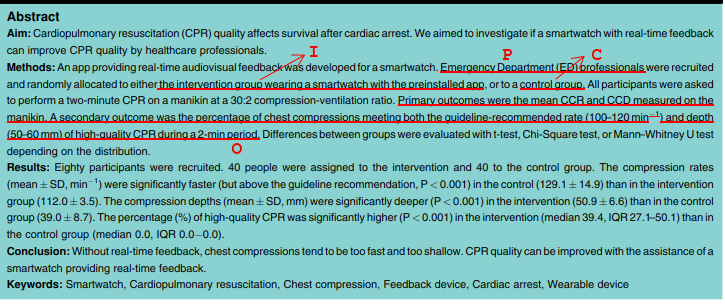 Abstract
Aim: Cardiopulmonary resuscitation (CPR) quality affects survival after cardiac arrest. We aimed to investigate if a smartwatch with real-time feedback
can improve CPR quality by healthcare professionals.
I P C
Methods: An app providing real-time audiovisual feedback was developed for a smartwatch. Emergency Department (ED) professionals were recruited
and randomly allocated to either the intervention group wearing a smartwatch with the preinstalled app, or to a control group. All participants were asked
to perform a two-minute CPR on a manikin at a 30:2 compression-ventilation ratio. Primary outcomes were the mean CCR and CCD measured on the
manikin. A secondary outcome was the percentage of chest compressions meeting both the guideline-recommended rate (100–120 min⁻¹) and depth
(50–60 mm) of high-quality CPR during a 2-min period. Differences between groups were evaluated with t-test, Chi-Square test, or Mann–Whitney U test
O
depending on the distribution.
Results: Eighty participants were recruited. 40 people were assigned to the intervention and 40 to the control group. The compression rates
(mean ± SD, min⁻¹) were significantly faster (but above the guideline recommendation, P < 0.001) in the control (129.1 ± 14.9) than in the intervention
group (112.0 ± 3.5). The compression depths (mean ± SD, mm) were significantly deeper (P < 0.001) in the intervention (50.9 ± 6.6) than in the control
group (39.0 ± 8.7). The percentage (%) of high-quality CPR was significantly higher (P < 0.001) in the intervention (median 39.4, IQR 27.1–50.1) than in
the control group (median 0.0, IQR 0.0–0.0).
Conclusion: Without real-time feedback, chest compressions tend to be too fast and too shallow. CPR quality can be improved with the assistance of a
smartwatch providing real-time feedback.
Keywords: Smartwatch, Cardiopulmonary resuscitation, Chest compression, Feedback device, Cardiac arrest, Wearable device